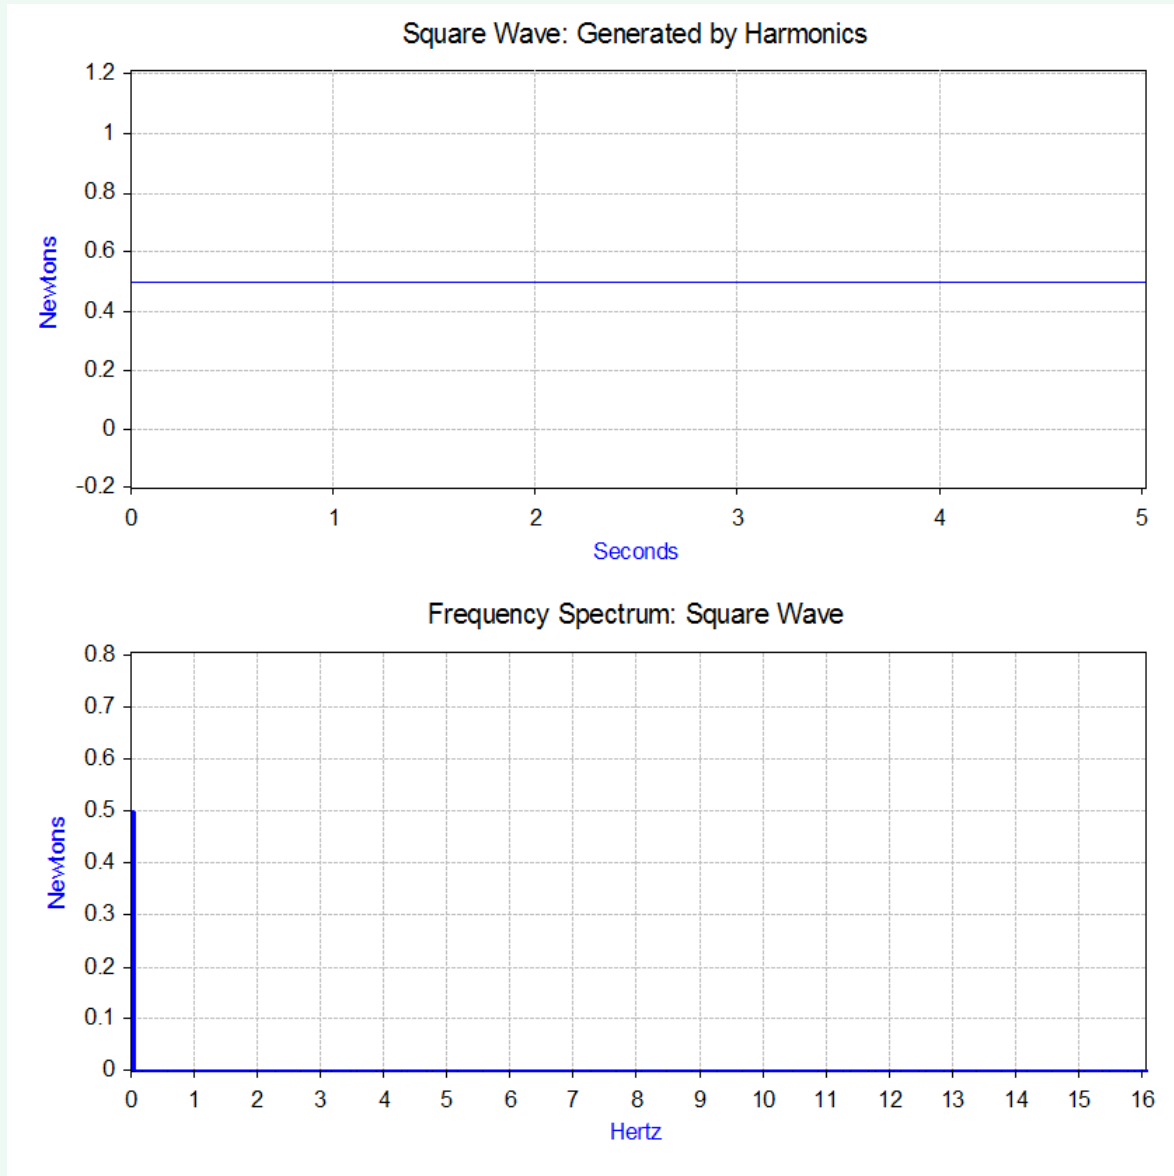 Square Wave: Generated by Harmonics
1.2
1
0.8
0.6
0.4
0.2
0
-0.2
Newtons
0 1 2 3 4 5
Seconds
Frequency Spectrum: Square Wave
0.8
0.7
0.6
0.5
0.4
0.3
0.2
0.1
0
Newtons
0 1 2 3 4 5 6 7 8 9 10 11 12 13 14 15 16
Hertz